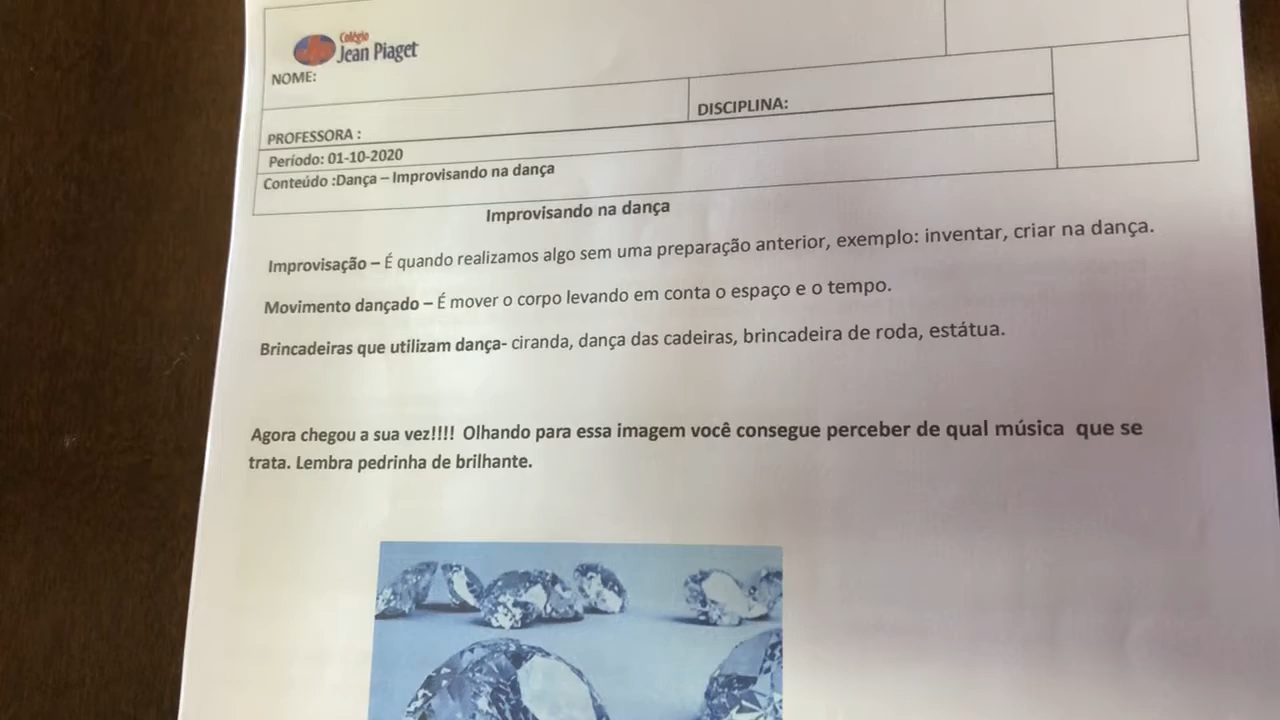 Colégio
Jean Piaget
NOME:
PROFESSORA :
DISCIPLINA:
Período: 01-10-2020
Conteúdo :Dança – Improvisando na dança
Improvisando na dança
Improvisação – É quando realizamos algo sem uma preparação anterior, exemplo: inventar, criar na dança.
Movimento dançado – É mover o corpo levando em conta o espaço e o tempo.
Brincadeiras que utilizam dança- ciranda, dança das cadeiras, brincadeira de roda, estátua.
Agora chegou a sua vez!!!! Olhando para essa imagem você consegue perceber de qual música que se
trata. Lembra pedrinha de brilhante.